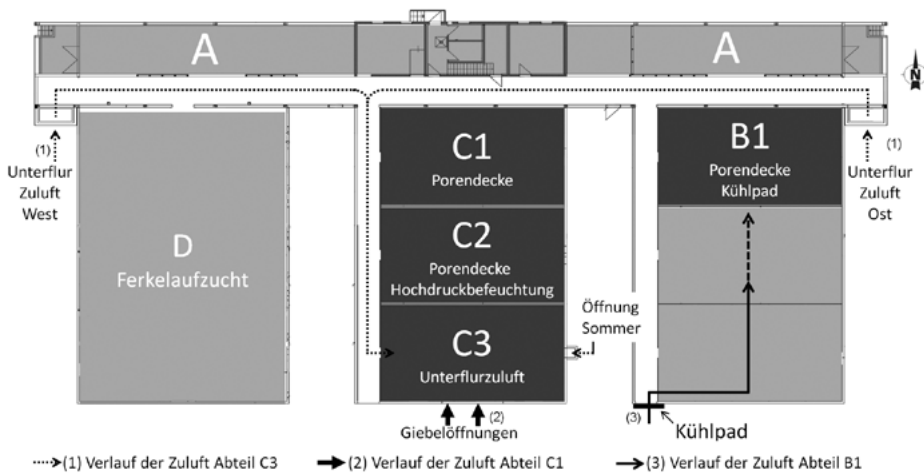 A
A
N
(1)
Unterflur
Zuluft
West
D
Ferkelaufzucht
C1
Porendecke
C2
Porendecke
Hochdruckbefeuchtung
C3
Unterflurzuluft
Öffnung
Sommer
(2)
Giebelöffnungen
B1
Porendecke
Kühlpad
(1)
Unterflur
Zuluft
Ost
(3)
Kühlpad
(1) Verlauf der Zuluft Abteil C3
(2) Verlauf der Zuluft Abteil C1
(3) Verlauf der Zuluft Abteil B1